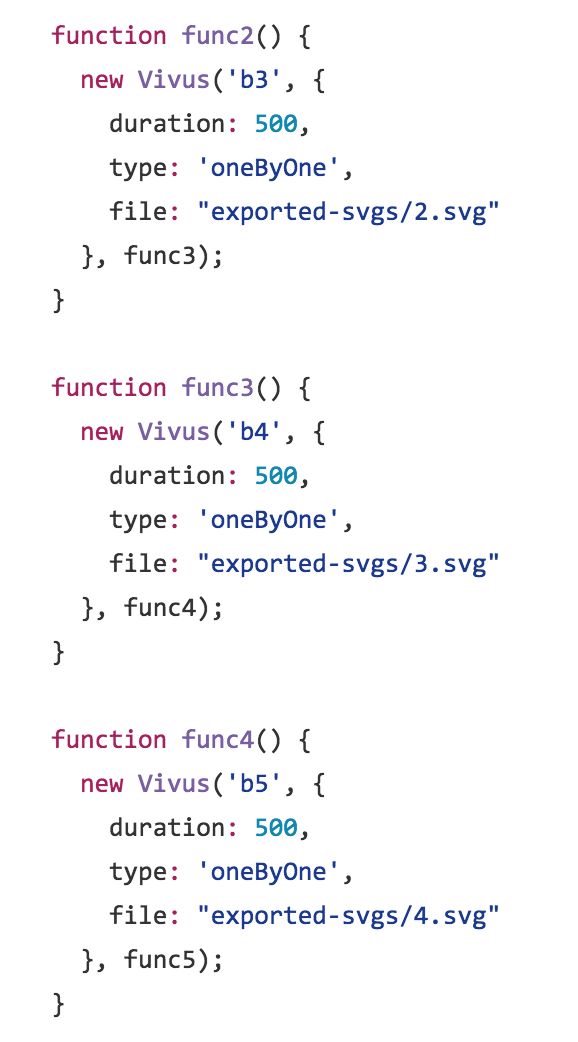 function func2() {
  new Vivus('b3', {
    duration: 500,
    type: 'oneByOne',
    file: "exported-svgs/2.svg"
  }, func3);
}

function func3() {
  new Vivus('b4', {
    duration: 500,
    type: 'oneByOne',
    file: "exported-svgs/3.svg"
  }, func4);
}

function func4() {
  new Vivus('b5', {
    duration: 500,
    type: 'oneByOne',
    file: "exported-svgs/4.svg"
  }, func5);
}